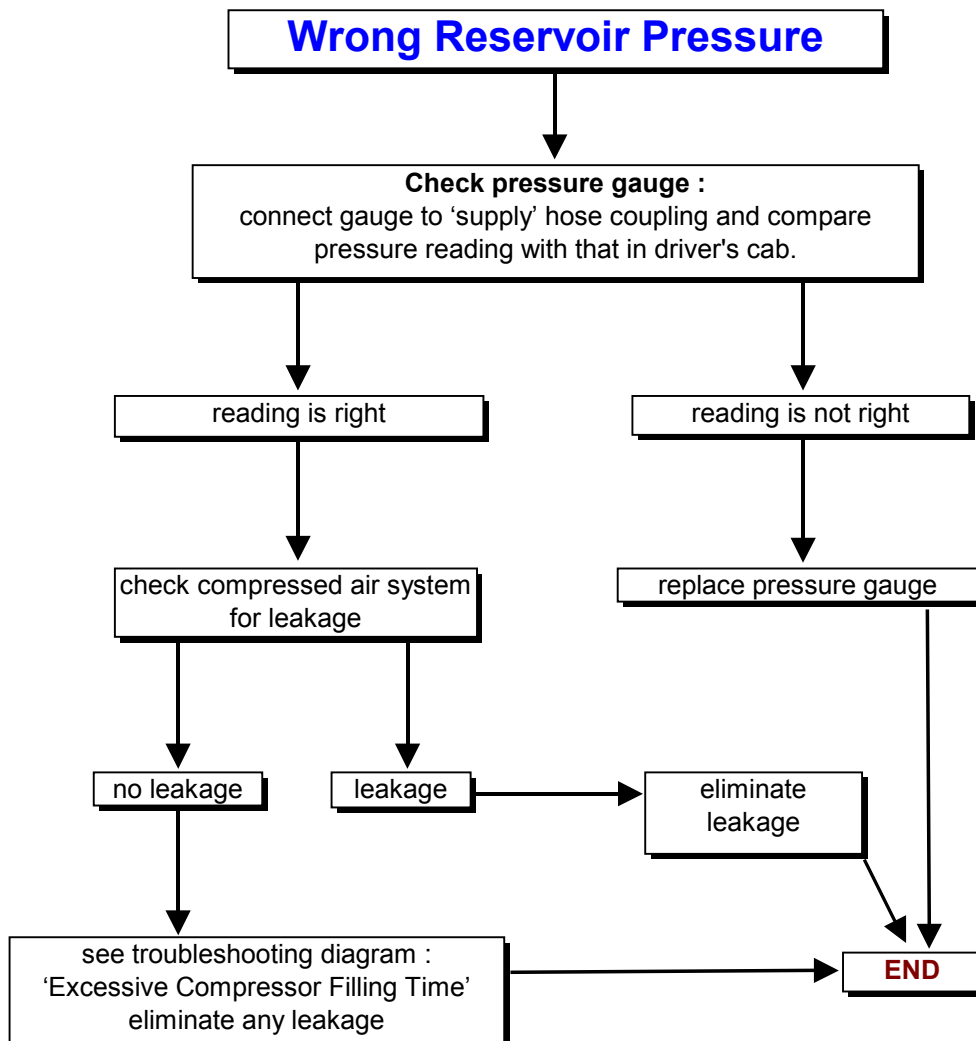 Wrong Reservoir Pressure
Check pressure gauge :
connect gauge to ‘supply’ hose coupling and compare
pressure reading with that in driver's cab.
reading is right
reading is not right
check compressed air system
for leakage
replace pressure gauge
no leakage
leakage
eliminate
leakage
see troubleshooting diagram :
‘Excessive Compressor Filling Time’
eliminate any leakage
END